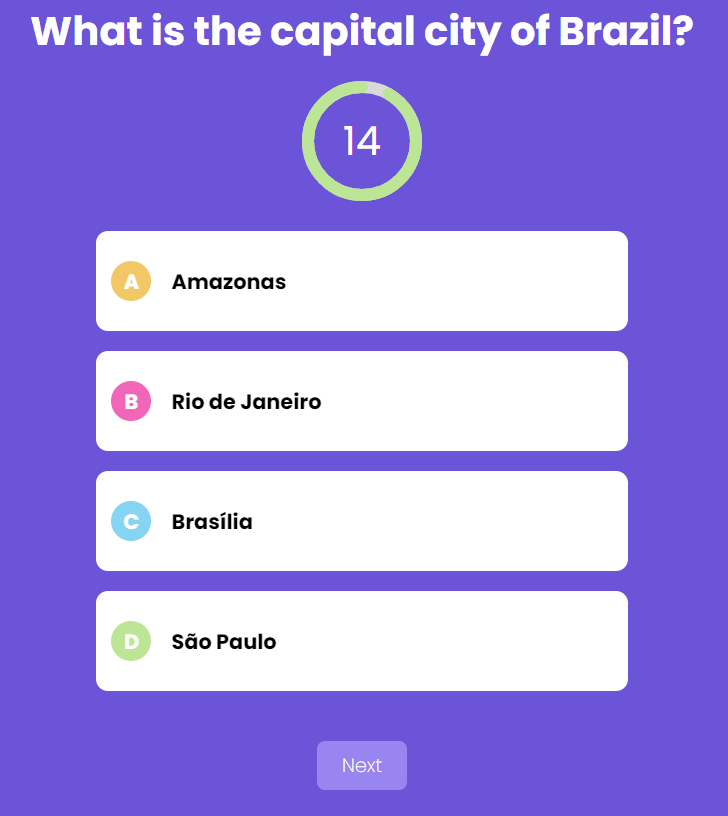 What is the capital city of Brazil?
14
A Amazonas
B Rio de Janeiro
C Brasília
D São Paulo
Next